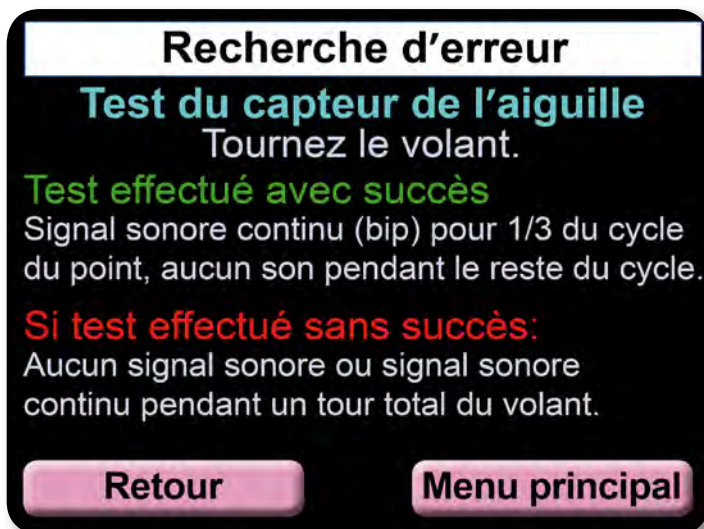 Recherche d'erreur
Test du capteur de l'aiguille
Tournez le volant.
Test effectué avec succès
Signal sonore continu (bip) pour 1/3 du cycle
du point, aucun son pendant le reste du cycle.
Si test effectué sans succès:
Aucun signal sonore ou signal sonore
continu pendant un tour total du volant.
Retour
Menu principal